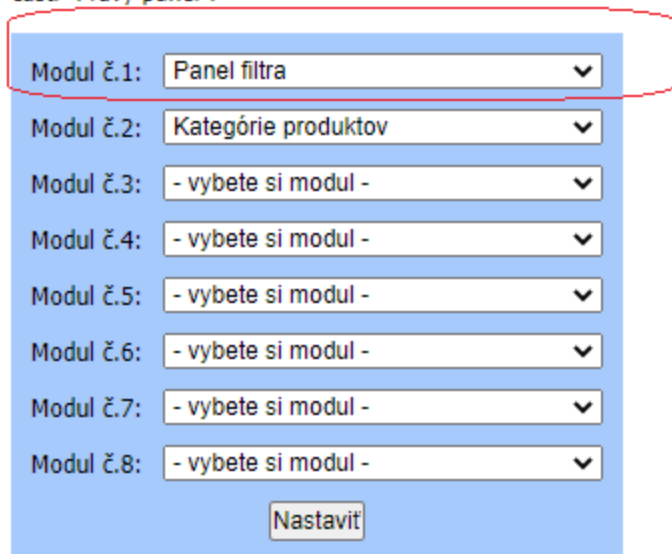 Modul č.1: Panel filtra
Modul č.2: Kategórie produktov
Modul č.3: - vybete si modul -
Modul č.4: - vybete si modul -
Modul č.5: - vybete si modul -
Modul č.6: - vybete si modul -
Modul č.7: - vybete si modul -
Modul č.8: - vybete si modul -
Nastaviť